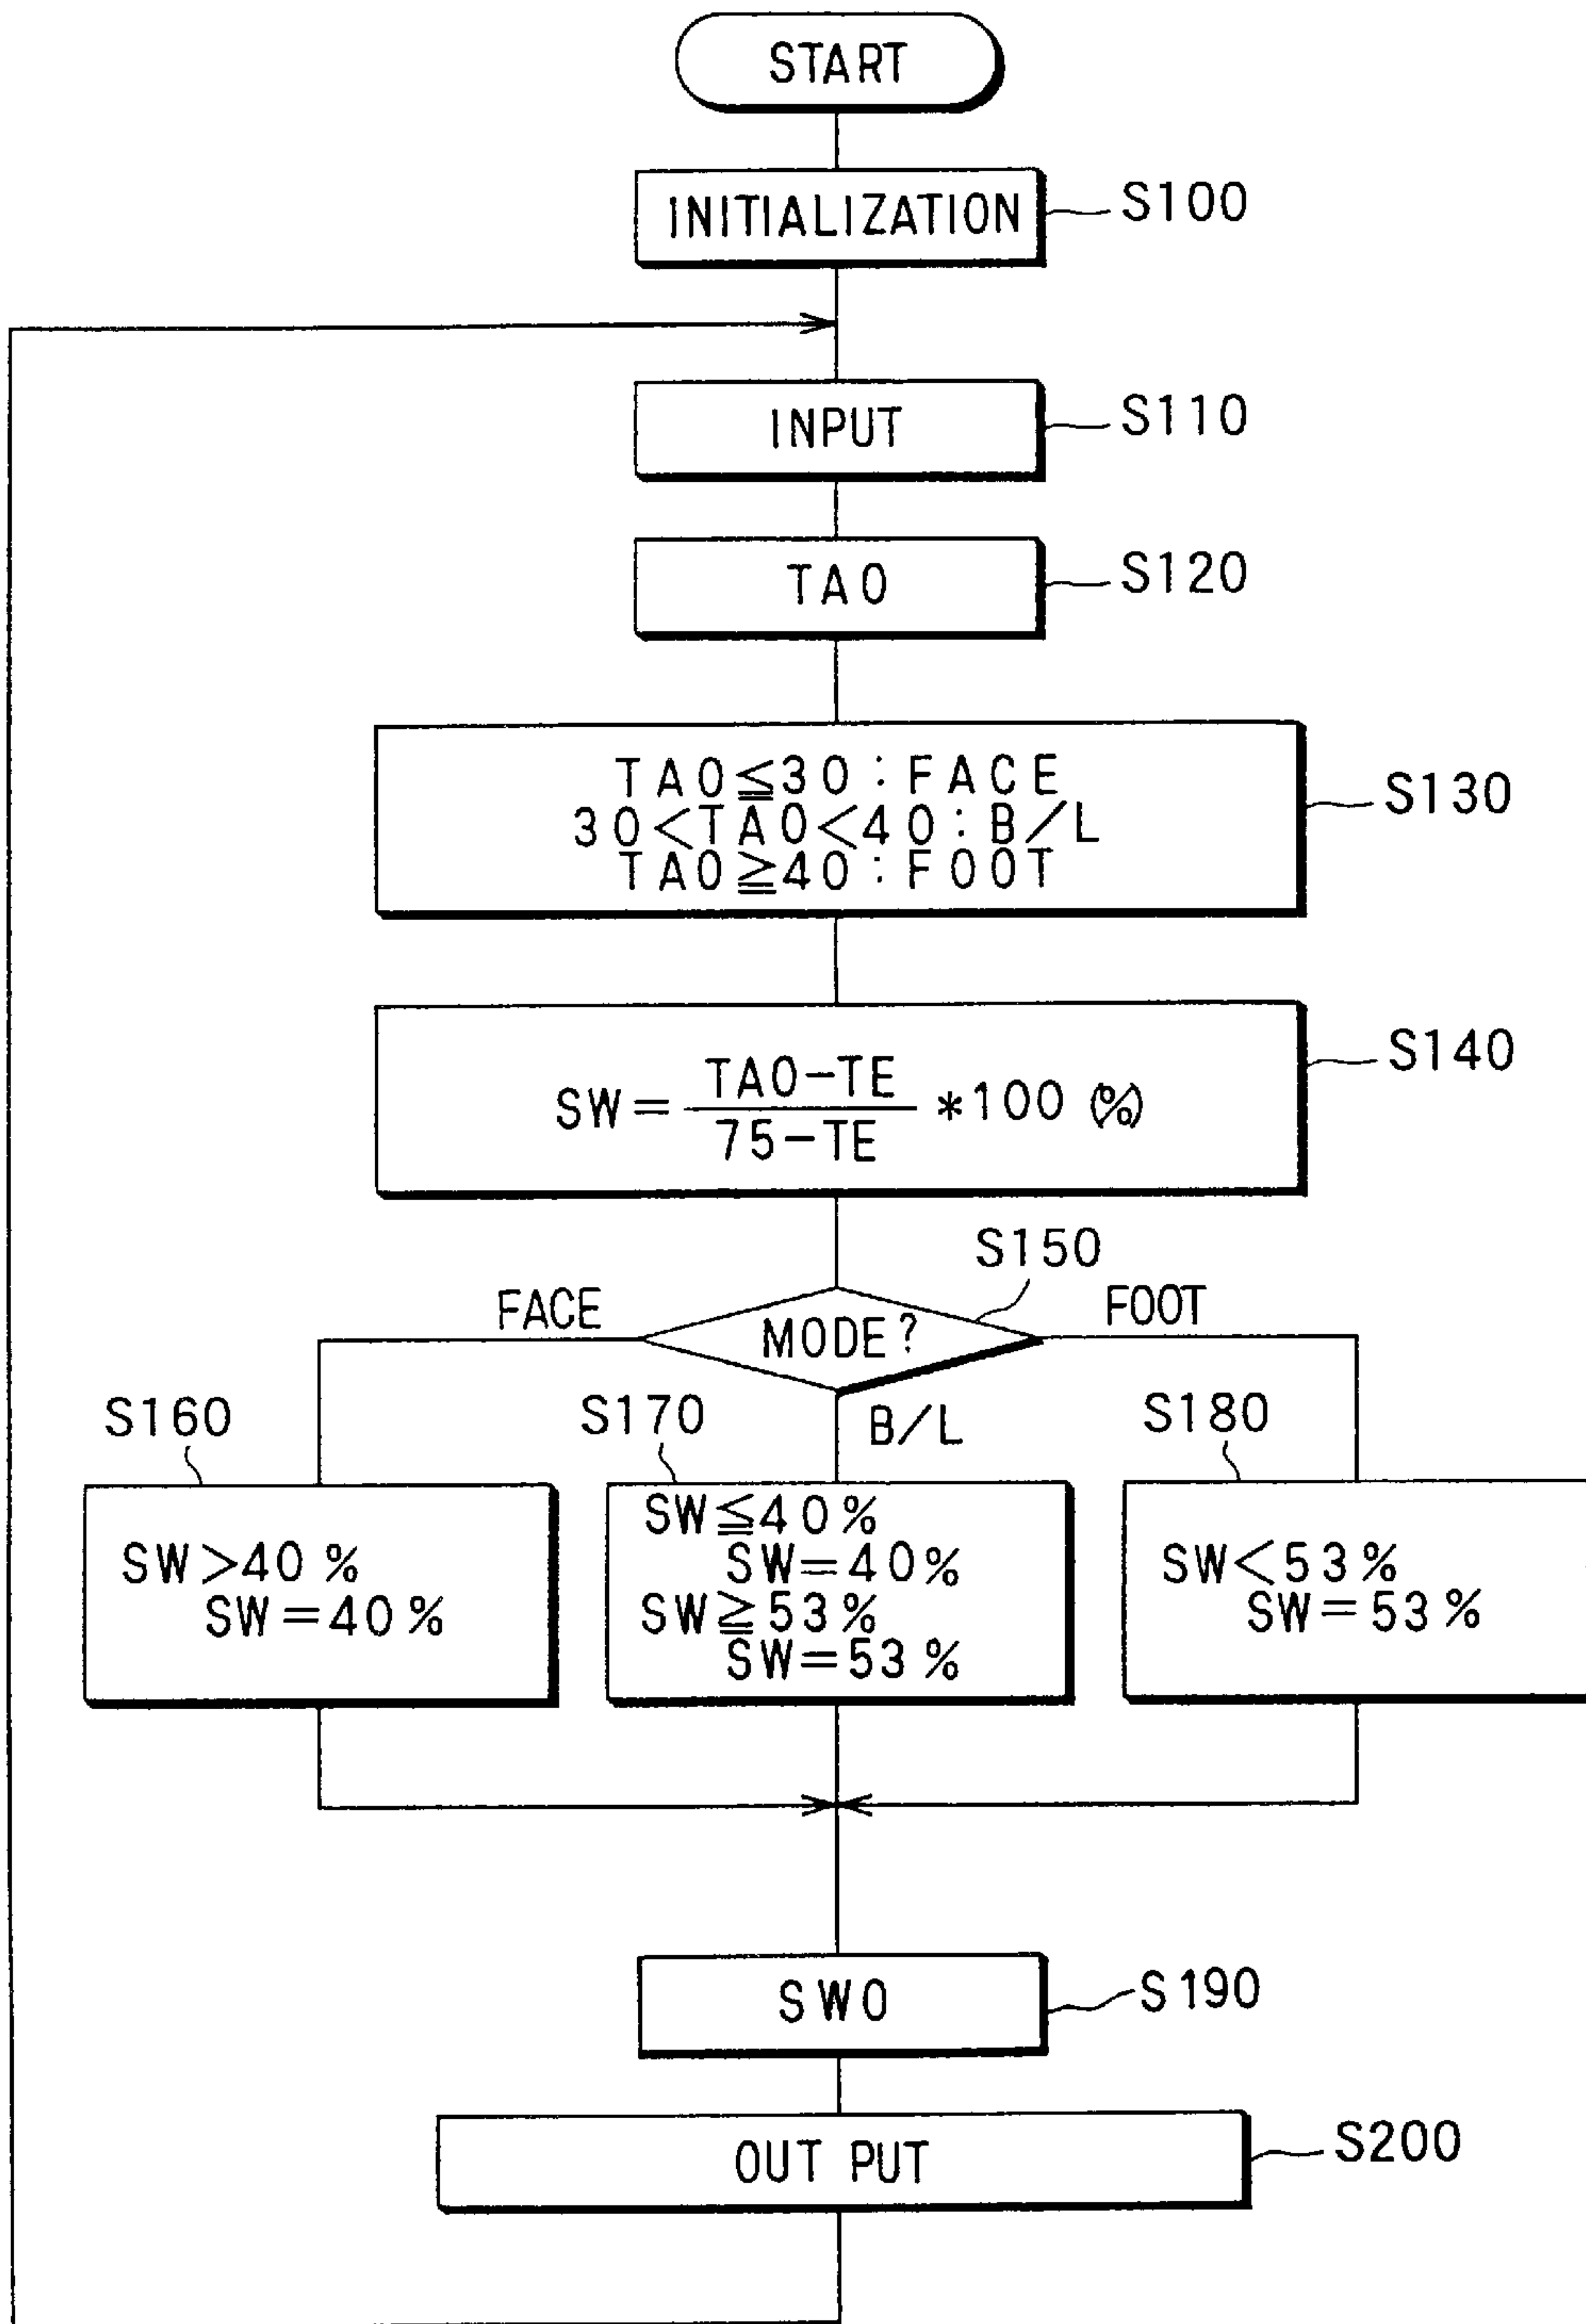 START
INITIALIZATION
S100
INPUT
S110
TAO
S120
TAO≦30:FACE
30<TAO<40:B/L
TAO≧40:FOOT
S130
SW=TAO-TE/75-TE*100 (%)
S140
S150
FACE
MODE?
FOOT
B/L
S160
SW>40%
SW=40%
S170
SW≦40%
SW=40%
SW≧53%
SW=53%
S180
SW<53%
SW=53%
SWO
S190
OUT PUT
S200